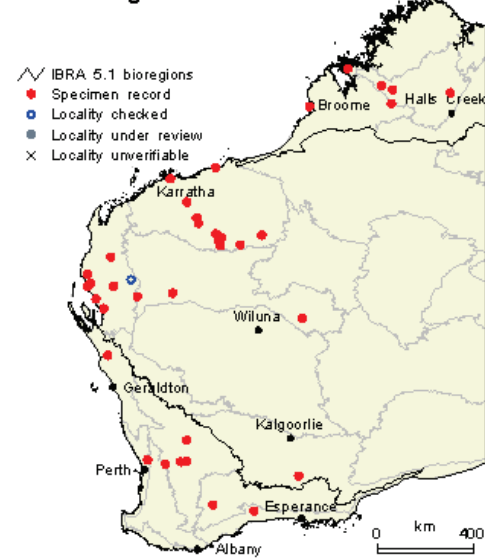 IBRA 5.1 bioregions
Specimen record
Locality checked
Locality under review
Locality unverifiable
Broome
Halls Creek
Karratha
Wiluna
Geraldton
Kalgoorlie
Perth
Esperance
Albany
km
0 400